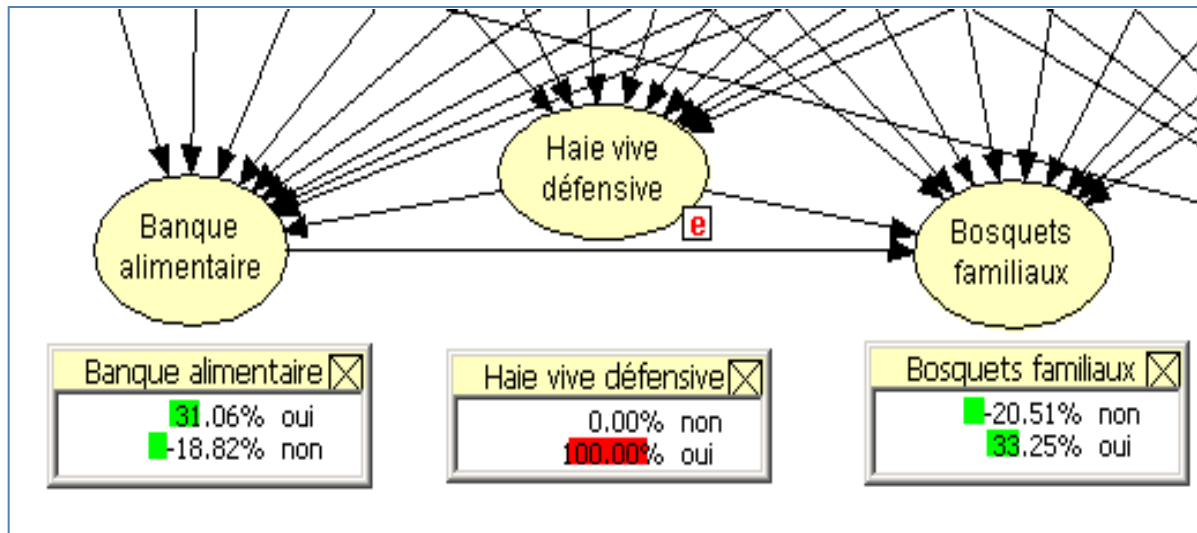 Haie vive
défensive
e
Banque
alimentaire
Bosquets
familiaux
Banque alimentaire
31.06% oui
-18.82% non
Haie vive défensive
0.00% non
100.00% oui
Bosquets familiaux
-20.51% non
33.25% oui